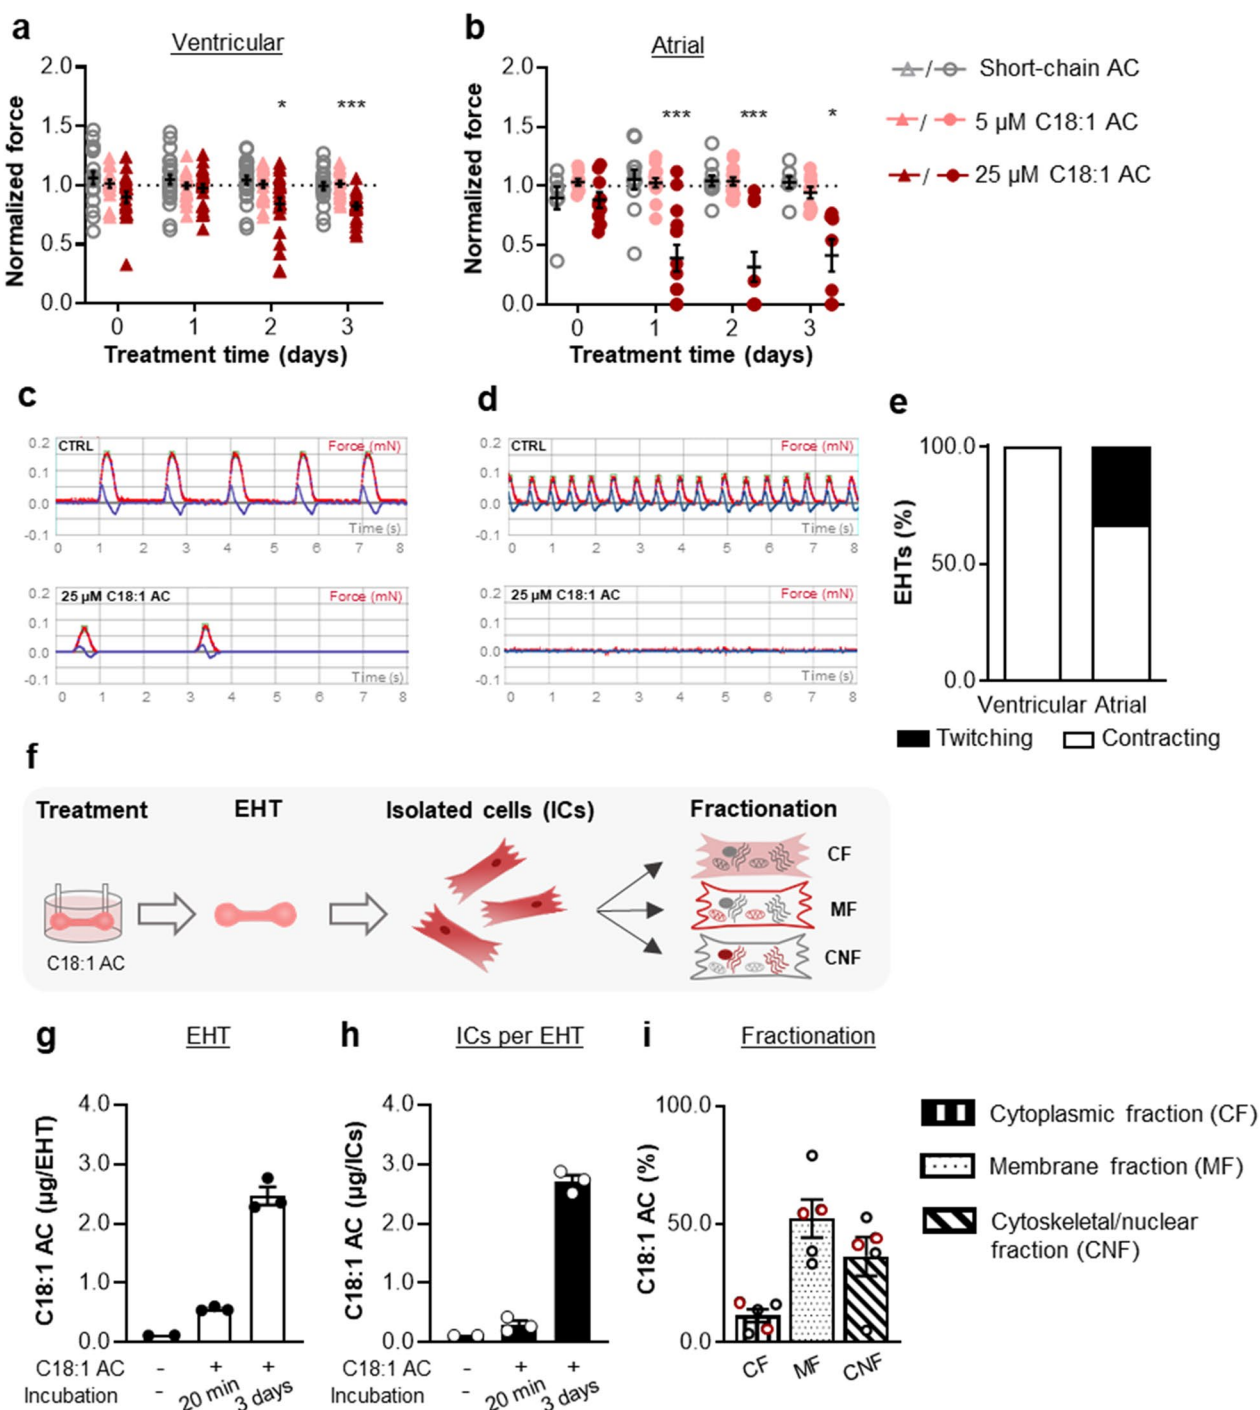 a
Ventricular
Normalized force
2.0
1.5
1.0
0.5
0.0
*
***
0 1 2 3
Treatment time (days)
b
Atrial
Normalized force
2.0
1.5
1.0
0.5
0.0
***
***
*
0 1 2 3
Treatment time (days)
/ Short-chain AC
/ 5 µM C18:1 AC
/ 25 µM C18:1 AC
c
0.2
0.1
0.0
-0.1
CTRL
Force (mN)
Time (s)
0 1 2 3 4 5 6 7 8
0.2
0.1
0.0
-0.1
25 µM C18:1 AC
Force (mN)
Time (s)
0 1 2 3 4 5 6 7 8
d
0.2
0.1
0.0
-0.1
CTRL
Force (mN)
Time (s)
0 1 2 3 4 5 6 7 8
0.2
0.1
0.0
-0.1
25 µM C18:1 AC
Force (mN)
Time (s)
0 1 2 3 4 5 6 7 8
e
EHTs (%)
100.0
50.0
0.0
Ventricular Atrial
Twitching Contracting
f
Treatment EHT Isolated cells (ICs) Fractionation
C18:1 AC
CF
MF
CNF
g
EHT
C18:1 AC (µg/EHT)
4.0
3.0
2.0
1.0
0.0
C18:1 AC - + +
Incubation - 20 min 3 days
h
ICs per EHT
C18:1 AC (µg/ICs)
4.0
3.0
2.0
1.0
0.0
C18:1 AC - + +
Incubation - 20 min 3 days
i
Fractionation
C18:1 AC (%)
100.0
50.0
0.0
CF MF CNF
Cytoplasmic fraction (CF)
Membrane fraction (MF)
Cytoskeletal/nuclear
fraction (CNF)